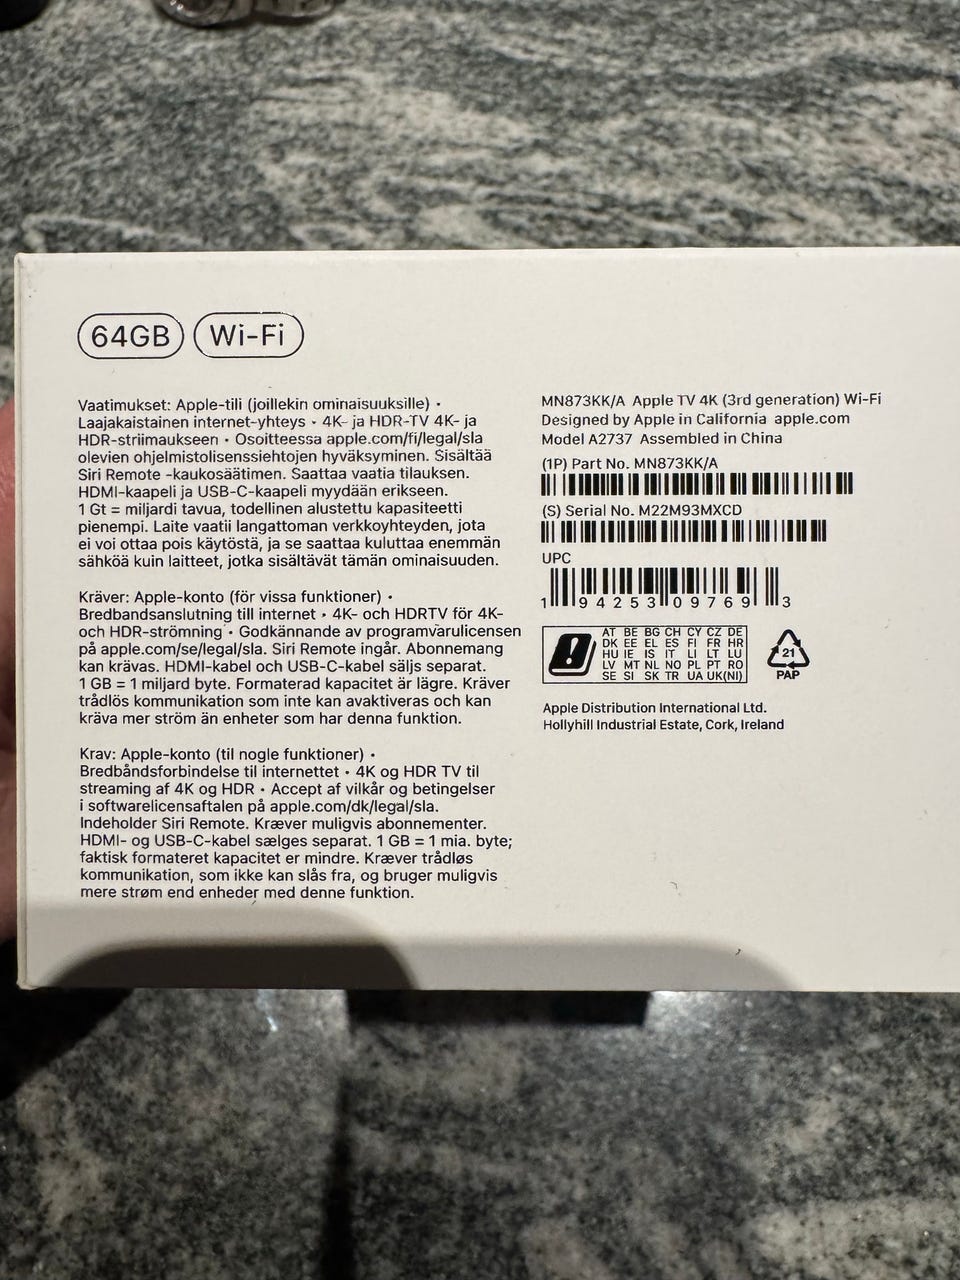 64GB Wi-Fi
Vaatimukset: Apple-tili (joillekin ominaisuuksille) •
Laajakaistainen internet-yhteys • 4K- ja HDR-TV 4K- ja
HDR-striimaukseen • Osoitteessa apple.com/fi/legal/sla
olevien ohjelmistolisenssiehtojen hyväksyminen. Sisältää
Siri Remote -kaukosäätimen. Saattaa vaatia tilauksen.
HDMI-kaapeli ja USB-C-kaapeli myydään erikseen.
1 Gt = miljardi tavua, todellinen alustettu kapasiteetti
pienempi. Laite vaatii langattoman verkkoyhteyden, jota
ei voi ottaa pois käytöstä, ja se saattaa kuluttaa enemmän
sähköä kuin laitteet, jotka sisältävät tämän ominaisuuden.
Kräver: Apple-konto (för vissa funktioner) •
Bredbandsanslutning till internet • 4K- och HDRTV för 4K-
och HDR-strömning • Godkännande av programvarulicensen
på apple.com/se/legal/sla. Siri Remote ingår. Abonnemang
kan krävas. HDMI-kabel och USB-C-kabel säljs separat.
1 GB = 1 miljard byte. Formaterad kapacitet är lägre. Kräver
trådlös kommunikation som inte kan avaktiveras och kan
kräva mer ström än enheter som har denna funktion.
Krav: Apple-konto (til nogle funktioner) •
Bredbåndsforbindelse til internettet • 4K og HDR TV til
streaming af 4K og HDR • Accept af vilkår og betingelser
i softwarelicensaftalen på apple.com/dk/legal/sla.
Indeholder Siri Remote. Kræver muligvis abonnementer.
HDMI- og USB-C-kabel sælges separat. 1 GB = 1 mia. byte;
faktisk formateret kapacitet er mindre. Kræver trådløs
kommunikation, som ikke kan slås fra, og bruger muligvis
mere strøm end enheder med denne funktion.
MN873KK/A Apple TV 4K (3rd generation) Wi-Fi
Designed by Apple in California apple.com
Model A2737 Assembled in China
(1P) Part No. MN873KK/A
(S) Serial No. M22M93MXCD
UPC
1 94253 09769 3
AT BE BG CH CY CZ DE
DK EE EL ES FI FR HR
HU IE IS IT LI LT LU
LV MT NL NO PL PT RO
SE SI SK TR UA UK(NI)
21
PAP
Apple Distribution International Ltd.
Hollyhill Industrial Estate, Cork, Ireland